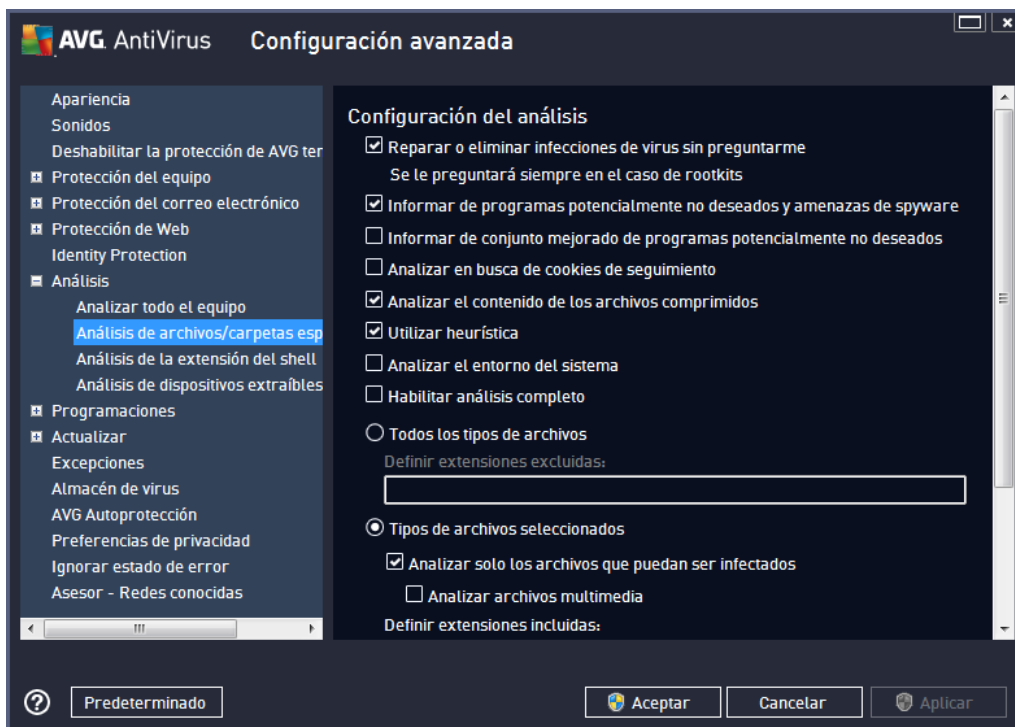 AVG. AntiVirus Configuración avanzada
Apariencia
Sonidos
Deshabilitar la protección de AVG ter
Protección del equipo
Protección del correo electrónico
Protección de Web
Identity Protection
Análisis
Analizar todo el equipo
Análisis de archivos/carpetas esp
Análisis de la extensión del shell
Análisis de dispositivos extraíbles
Programaciones
Actualizar
Excepciones
Almacén de virus
AVG Autoprotección
Preferencias de privacidad
Ignorar estado de error
Asesor - Redes conocidas
Configuración del análisis
Reparar o eliminar infecciones de virus sin preguntarme
Se le preguntará siempre en el caso de rootkits
Informar de programas potencialmente no deseados y amenazas de spyware
Informar de conjunto mejorado de programas potencialmente no deseados
Analizar en busca de cookies de seguimiento
Analizar el contenido de los archivos comprimidos
Utilizar heurística
Analizar el entorno del sistema
Habilitar análisis completo
Todos los tipos de archivos
Definir extensiones excluidas:
Tipos de archivos seleccionados
Analizar solo los archivos que puedan ser infectados
Analizar archivos multimedia
Definir extensiones incluidas:
? Predeterminado Aceptar Cancelar Aplicar